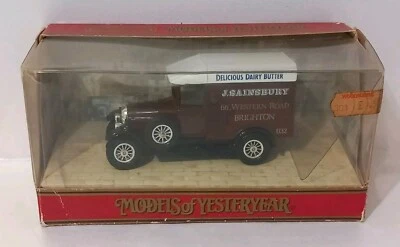 DELICIOUS DAIRY BUTTER
J. SAINSBURY
WESTERN ROAD
BRIGHTON
MODELS of YESTERYEAR